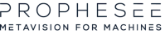 PROPHESEE
METAVISION FOR MACHINES